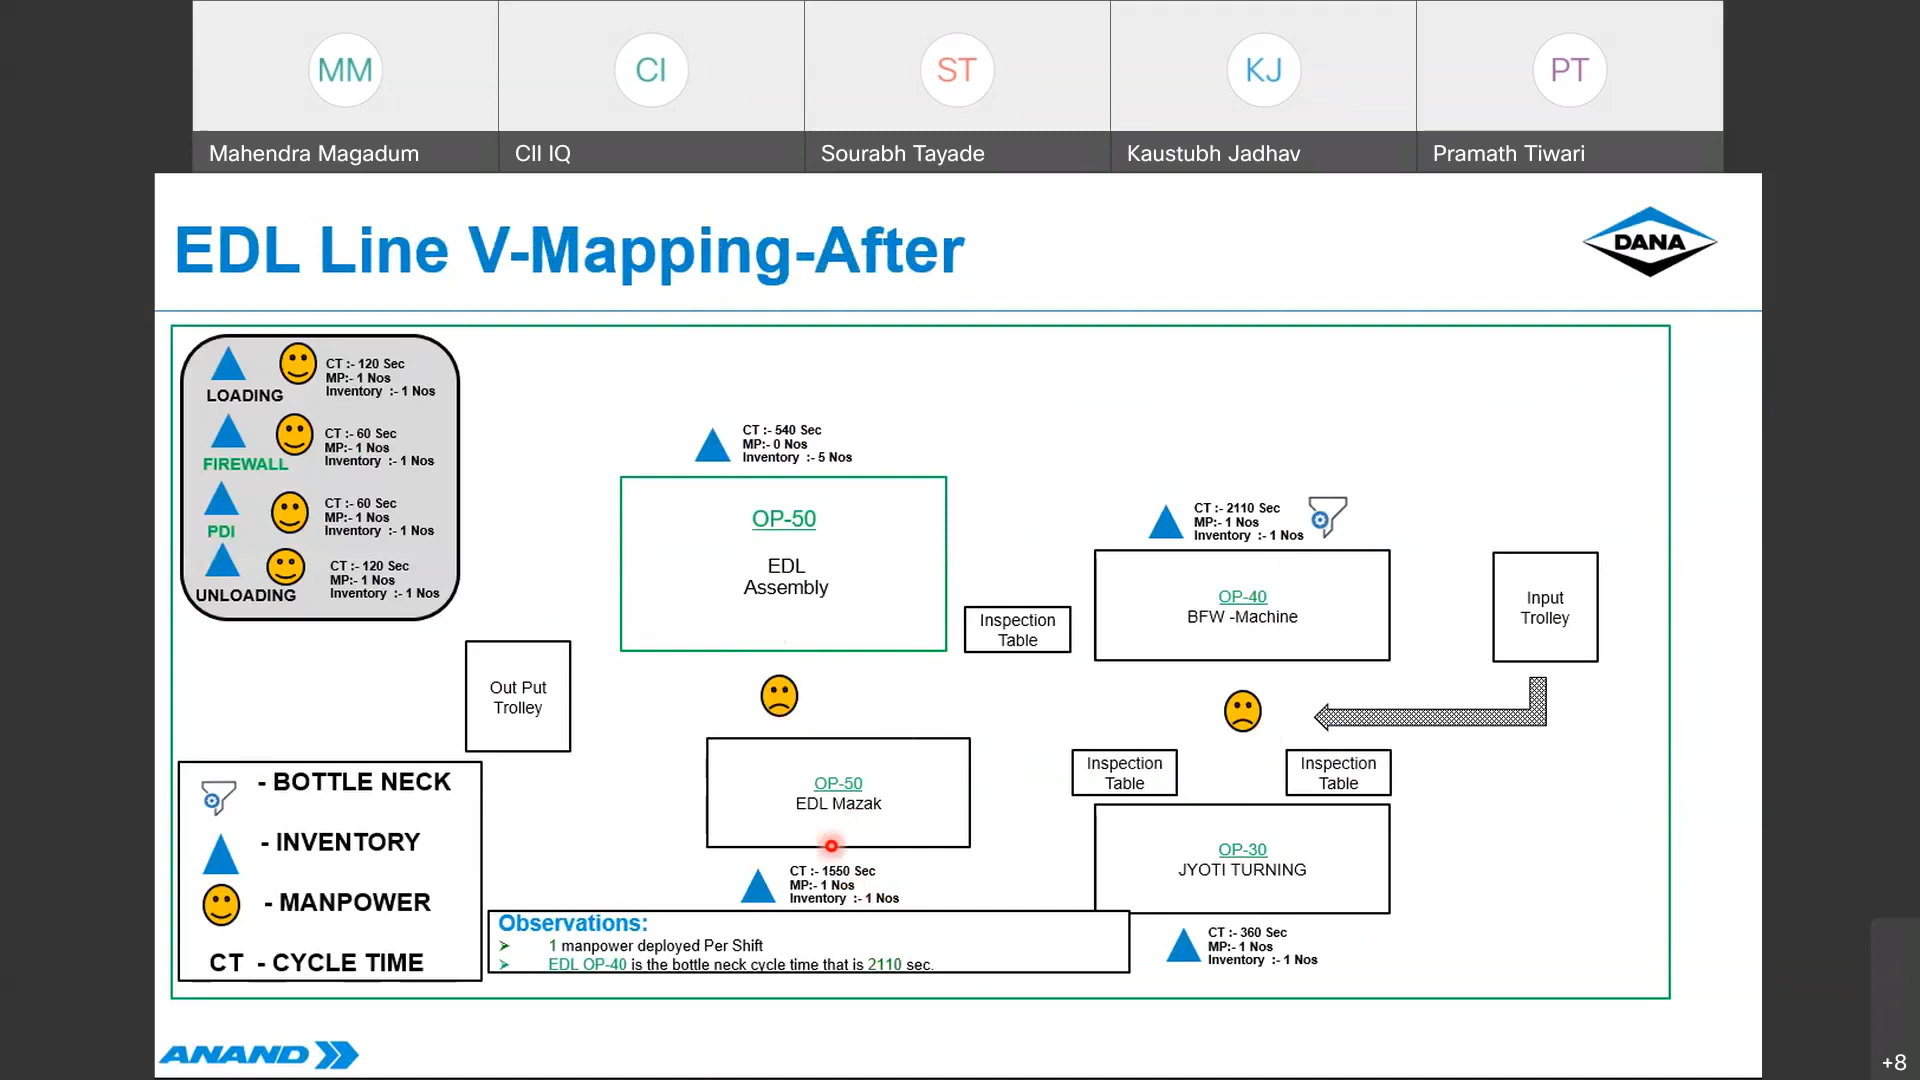 MM
CI
ST
KJ
PT
Mahendra Magadum
CII IQ
Sourabh Tayade
Kaustubh Jadhav
Pramath Tiwari
EDL Line V-Mapping-After
DANA
LOADING
CT :- 120 Sec
MP:- 1 Nos
Inventory :- 1 Nos
FIREWALL
CT :- 60 Sec
MP:- 1 Nos
Inventory :- 1 Nos
PDI
CT :- 60 Sec
MP:- 1 Nos
Inventory :- 1 Nos
UNLOADING
CT :- 120 Sec
MP:- 1 Nos
Inventory :- 1 Nos
CT :- 540 Sec
MP:- 0 Nos
Inventory :- 5 Nos
OP-50
EDL
Assembly
Inspection
Table
CT :- 2110 Sec
MP:- 1 Nos
Inventory :- 1 Nos
OP-40
BFW -Machine
Input
Trolley
Out Put
Trolley
OP-50
EDL Mazak
CT :- 1550 Sec
MP:- 1 Nos
Inventory :- 1 Nos
Inspection
Table
Inspection
Table
OP-30
JYOTI TURNING
CT :- 360 Sec
MP:- 1 Nos
Inventory :- 1 Nos
- BOTTLE NECK
- INVENTORY
- MANPOWER
CT - CYCLE TIME
Observations:
1 manpower deployed Per Shift
EDL OP-40 is the bottle neck cycle time that is 2110 sec.
ANAND
+8